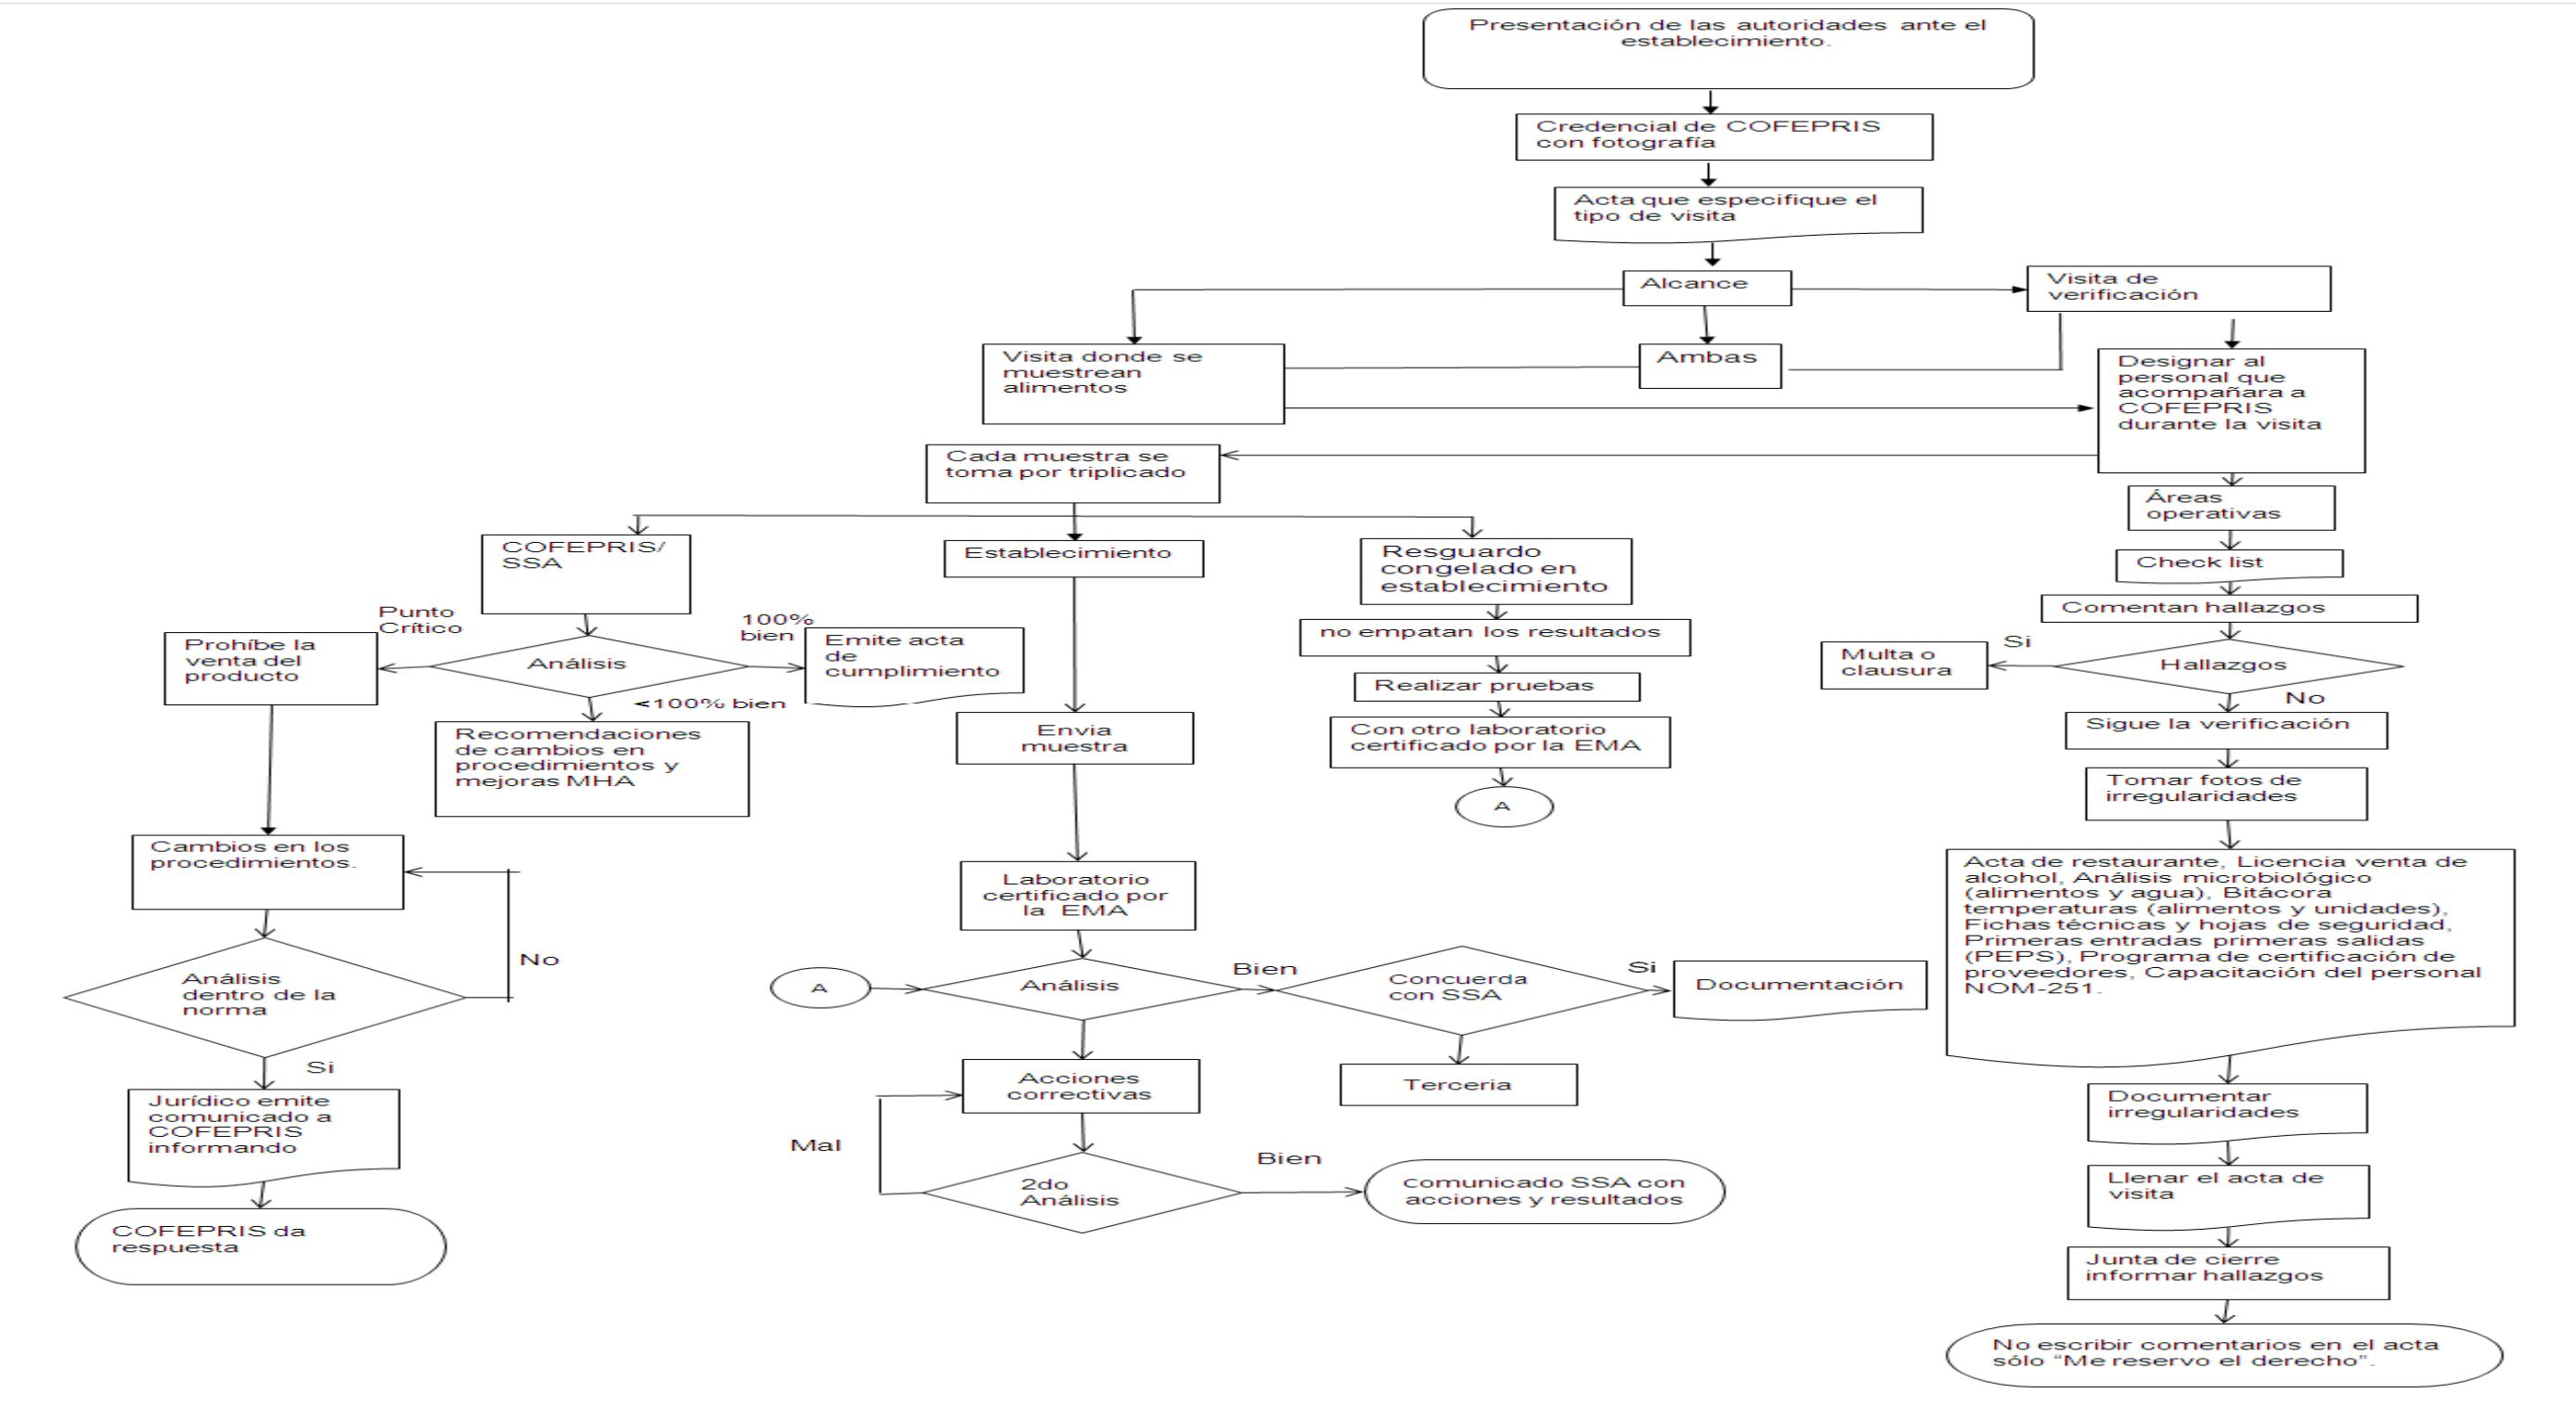 Presentación de las autoridades ante el
establecimiento.
Credencial de COFEPRIS
con fotografía
Acta que especifique el
tipo de visita
Alcance
Visita de
verificación
Visita donde se
muestrean
alimentos
Ambas
Designar al
personal que
acompañara a
COFEPRIS
durante la visita
Cada muestra se
toma por triplicado
COFEPRIS/
SSA
Establecimiento
Resguardo
congelado en
establecimiento
Áreas
operativas
Check list
Comentan hallazgos
Punto
Crítico
100%
bien
Prohíbe la
venta del
producto
Análisis
Emite acta
de
cumplimiento
<100% bien
Recomendaciones
de cambios en
procedimientos y
mejoras MHA
Envia
muestra
no empatan los resultados
Realizar pruebas
Con otro laboratorio
certificado por la EMA
A
Si
Multa o
clausura
Hallazgos
No
Sigue la verificación
Tomar fotos de
irregularidades
Cambios en los
procedimientos.
No
Análisis
dentro de la
norma
Si
Jurídico emite
comunicado a
COFEPRIS
informando
COFEPRIS da
respuesta
Laboratorio
certificado por
la EMA
A
Análisis
Bien
Concuerda
con SSA
Si
Documentación
Terceria
Acciones
correctivas
Mal
2do
Análisis
Bien
Comunicado SSA con
acciones y resultados
Acta de restaurante, Licencia venta de
alcohol, Análisis microbiológico
(alimentos y agua), Bitácora
temperaturas (alimentos y unidades),
Fichas técnicas y hojas de seguridad,
Primeras entradas primeras salidas
(PEPS), Programa de certificación de
proveedores, Capacitación del personal
NOM-251.
Documentar
irregularidades
Llenar el acta de
visita
Junta de cierre
informar hallazgos
No escribir comentarios en el acta
sólo “Me reservo el derecho”.